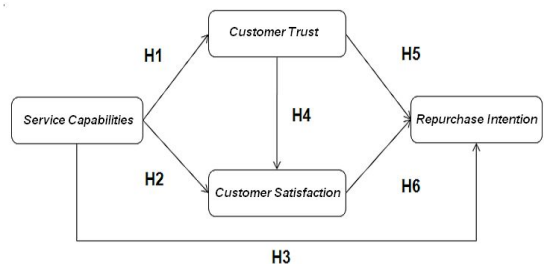 Customer Trust
H1
H5
Service Capabilities
H4
Repurchase Intention
H2
Customer Satisfaction
H6
H3